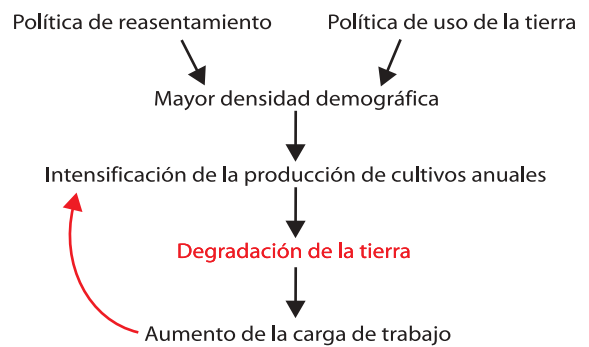 Política de reasentamiento
Política de uso de la tierra
Mayor densidad demográfica
Intensificación de la producción de cultivos anuales
Degradación de la tierra
Aumento de la carga de trabajo